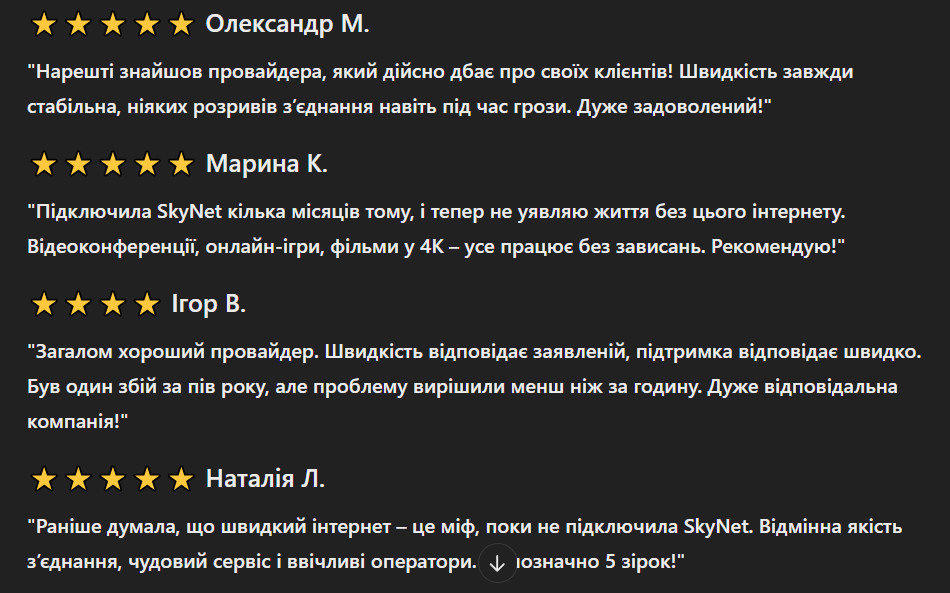 Олександр М.
"Нарешті знайшов провайдера, який дійсно дбає про своїх клієнтів! Швидкість завжди
стабільна, ніяких розривів з’єднання навіть під час грози. Дуже задоволений!"
Марина К.
"Підключила SkyNet кілька місяців тому, і тепер не уявляю життя без цього інтернету.
Відеоконференції, онлайн-ігри, фільми у 4K – усе працює без зависань. Рекомендую!"
Ігор В.
"Загалом хороший провайдер. Швидкість відповідає заявленій, підтримка відповідає швидко.
Був один збій за пів року, але проблему вирішили менш ніж за годину. Дуже відповідальна
компанія!"
Наталія Л.
"Раніше думала, що швидкий інтернет – це міф, поки не підключила SkyNet. Відмінна якість
з’єднання, чудовий сервіс і ввічливі оператори. 5 зірок!"